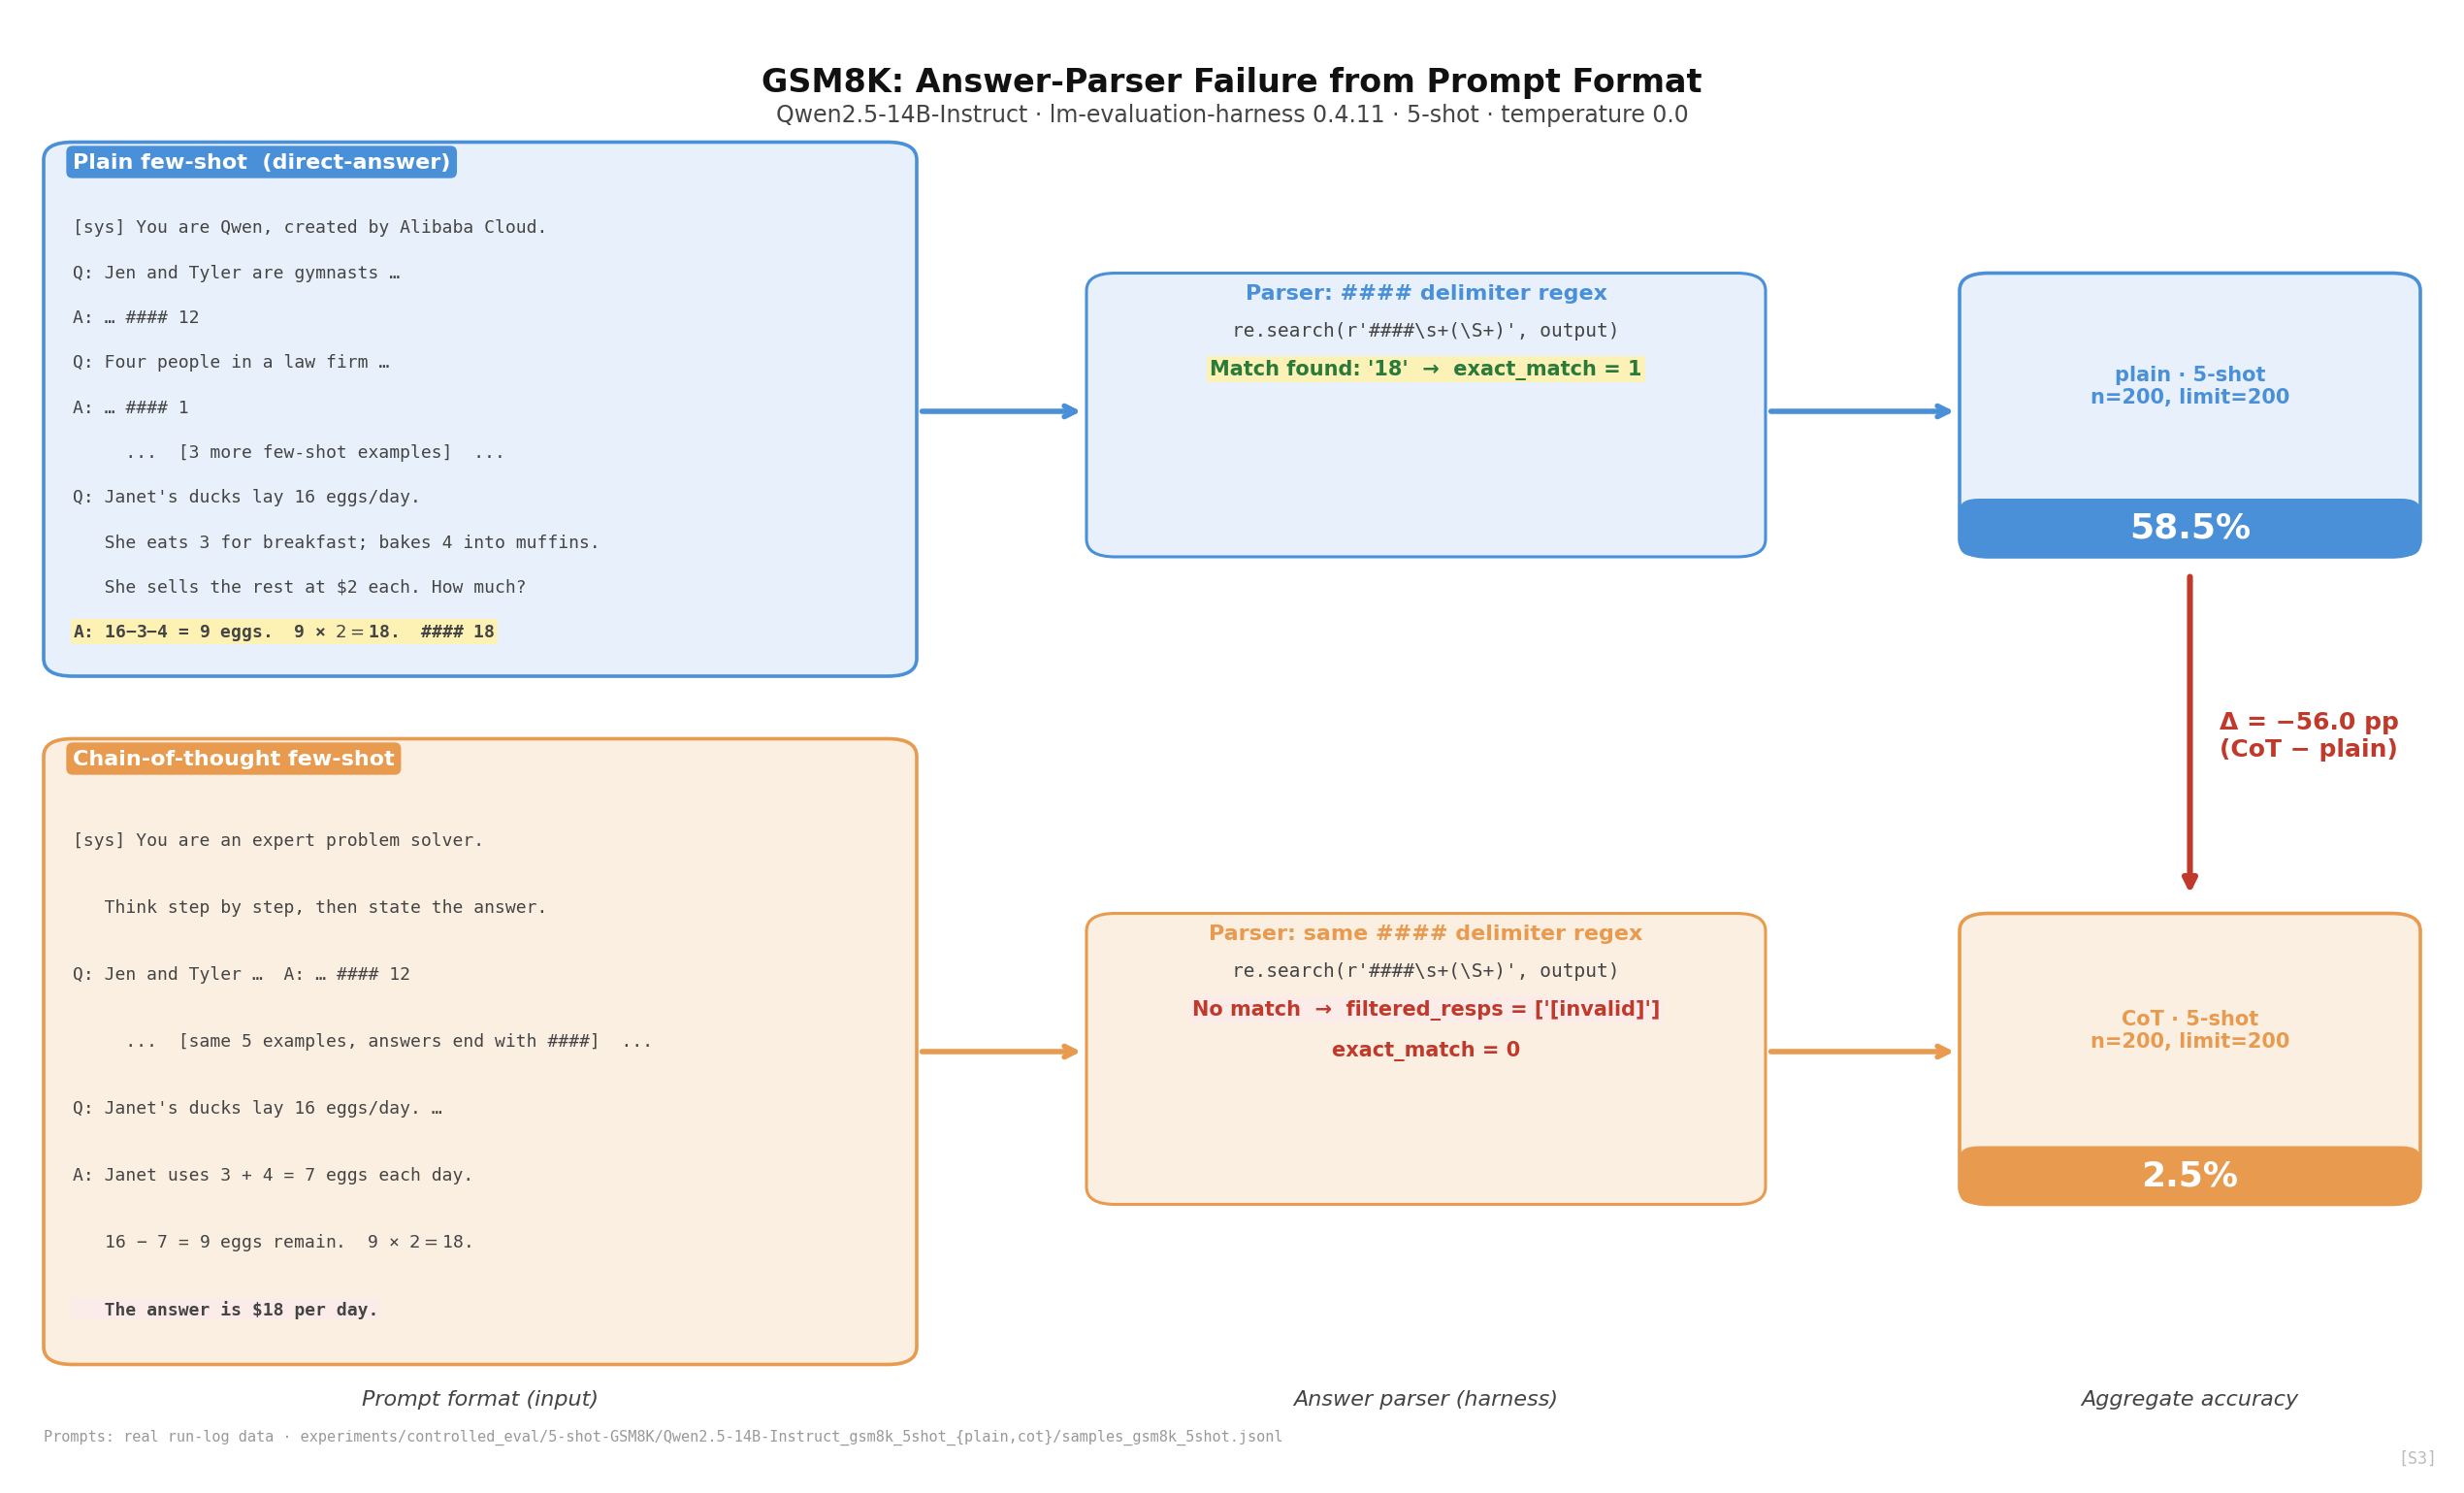 GSM8K: Answer-Parser Failure from Prompt Format
Qwen2.5-14B-Instruct · lm-evaluation-harness 0.4.11 · 5-shot · temperature 0.0
Plain few-shot  (direct-answer)
[sys] You are Qwen, created by Alibaba Cloud.
Q: Jen and Tyler are gymnasts …
A: … #### 12
Q: Four people in a law firm …
A: … #### 1
...  [3 more few-shot examples]  ...
Q: Janet's ducks lay 16 eggs/day.
She eats 3 for breakfast; bakes 4 into muffins.
She sells the rest at $2 each. How much?
A: 16−3−4 = 9 eggs.  9 × 2 = 18.  #### 18
Parser: #### delimiter regex
re.search(r'####\s+(\S+)', output)
Match found: '18'  →  exact_match = 1
plain · 5-shot
n=200, limit=200
58.5%
Δ = −56.0 pp
(CoT − plain)
Chain-of-thought few-shot
[sys] You are an expert problem solver.
Think step by step, then state the answer.
Q: Jen and Tyler …  A: … #### 12
...  [same 5 examples, answers end with ####]  ...
Q: Janet's ducks lay 16 eggs/day. …
A: Janet uses 3 + 4 = 7 eggs each day.
16 − 7 = 9 eggs remain.  9 × 2 = 18.
The answer is $18 per day.
Parser: same #### delimiter regex
re.search(r'####\s+(\S+)', output)
No match  →  filtered_resps = ['[invalid]']
exact_match = 0
CoT · 5-shot
n=200, limit=200
2.5%
Prompt format (input)
Answer parser (harness)
Aggregate accuracy
Prompts: real run-log data · experiments/controlled_eval/5-shot-GSM8K/Qwen2.5-14B-Instruct_gsm8k_5shot_{plain,cot}/samples_gsm8k_5shot.jsonl
[S3]